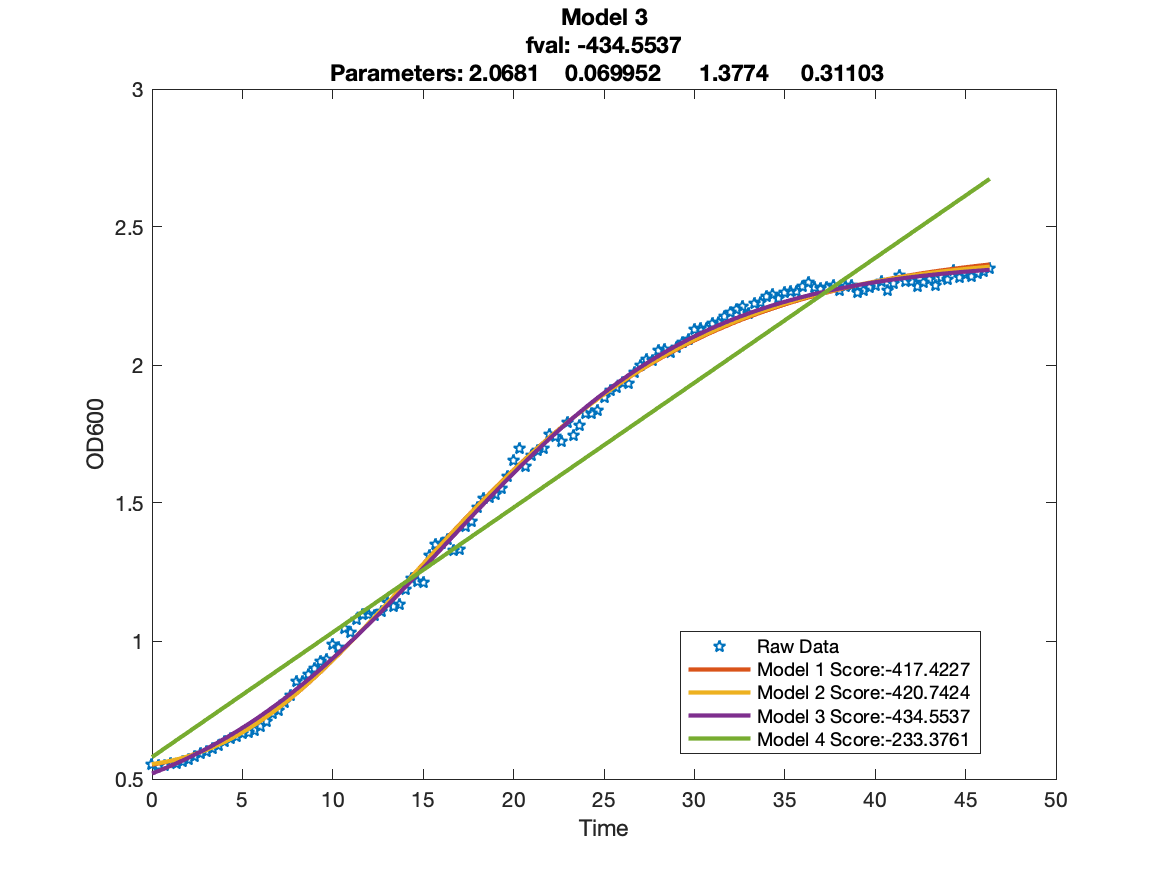 Model 3
fval: -434.5537
Parameters: 2.0681 0.069952 1.3774 0.31103
3
2.5
2
1.5
1
0.5
OD600
Raw Data
Model 1 Score:-417.4227
Model 2 Score:-420.7424
Model 3 Score:-434.5537
Model 4 Score:-233.3761
0 5 10 15 20 25 30 35 40 45 50
Time